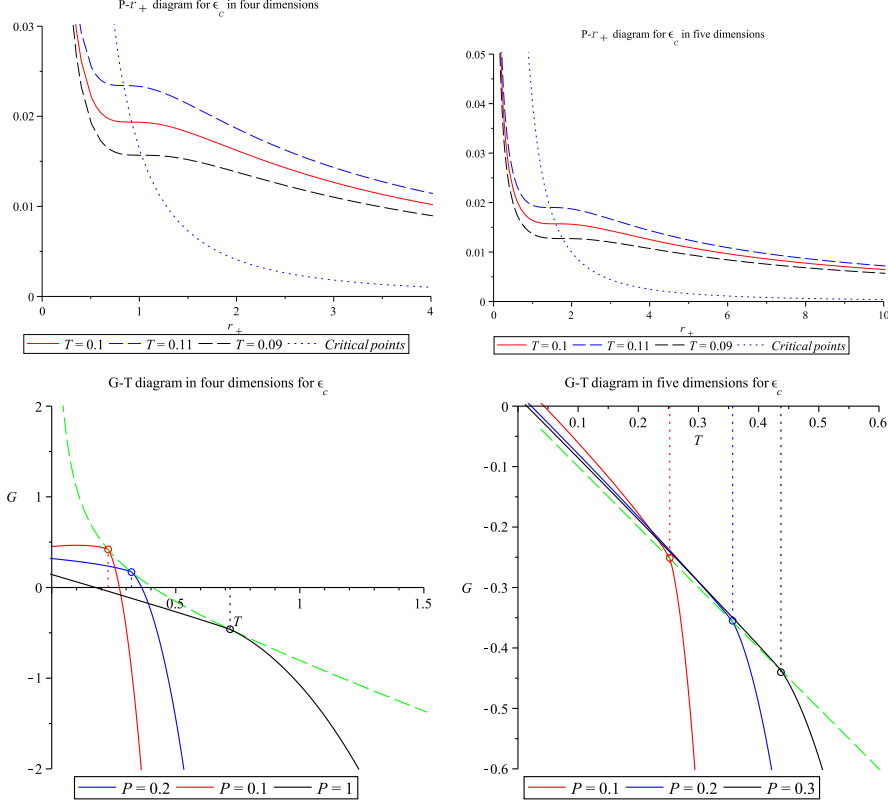 P-r₊ diagram for ϵ_c in four dimensions
0.03
0.02
0.01
0
0 1 2 3 4
r₊
T = 0.1 T = 0.11 T = 0.09 Critical points
P-r₊ diagram for ϵ_c in five dimensions
0.05
0.04
0.03
0.02
0.01
0
0 2 4 6 8 10
r₊
T = 0.1 T = 0.11 T = 0.09 Critical points
G-T diagram in four dimensions for ϵ_c
2
1
G
0
0.5 1 1.5
T
−1
−2
P = 0.2 P = 0.1 P = 1
G-T diagram in five dimensions for ϵ_c
0
0.1 0.2 0.3 0.4 0.5 0.6
T
-0.1
-0.2
-0.3
G
-0.4
-0.5
-0.6
P = 0.1 P = 0.2 P = 0.3